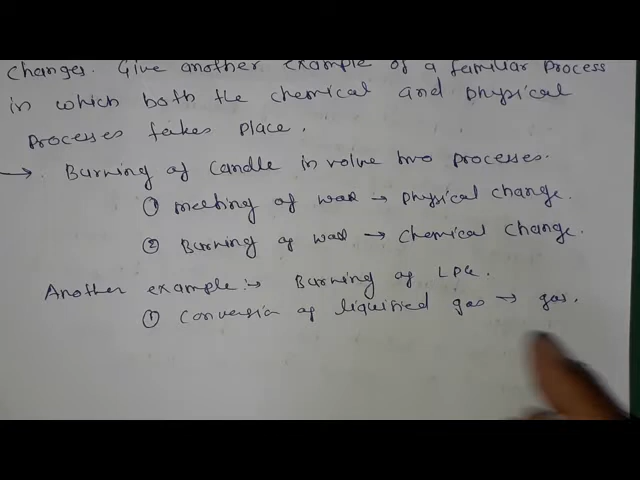 changes. Give another example of a familiar process
in which both the chemical and physical
processes takes place.
→ Burning of candle involve two processes.
① melting of wax → physical change.
② Burning of wax → chemical change.
Another example:→ Burning of LPG.
① Conversion of liquified gas → gas.